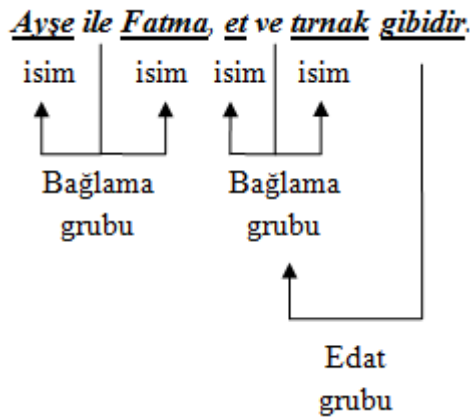 Ayşe ile Fatma, et ve tırnak gibidir.
isim isim isim isim
Bağlama Bağlama
grubu grubu
Edat
grubu